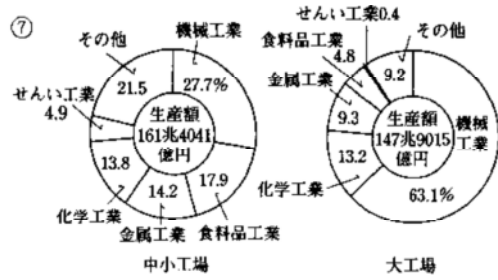 ⑦
機械工業
27.7%
食料品工業
17.9
金属工業
14.2
化学工業
13.8
せんい工業
4.9
その他
21.5
生産額
161兆4041
億円
中小工場
機械
工業
63.1%
化学工業
13.2
金属工業
9.3
食料品工業
4.8
せんい工業0.4
その他
9.2
生産額
147兆9015
億円
大工場